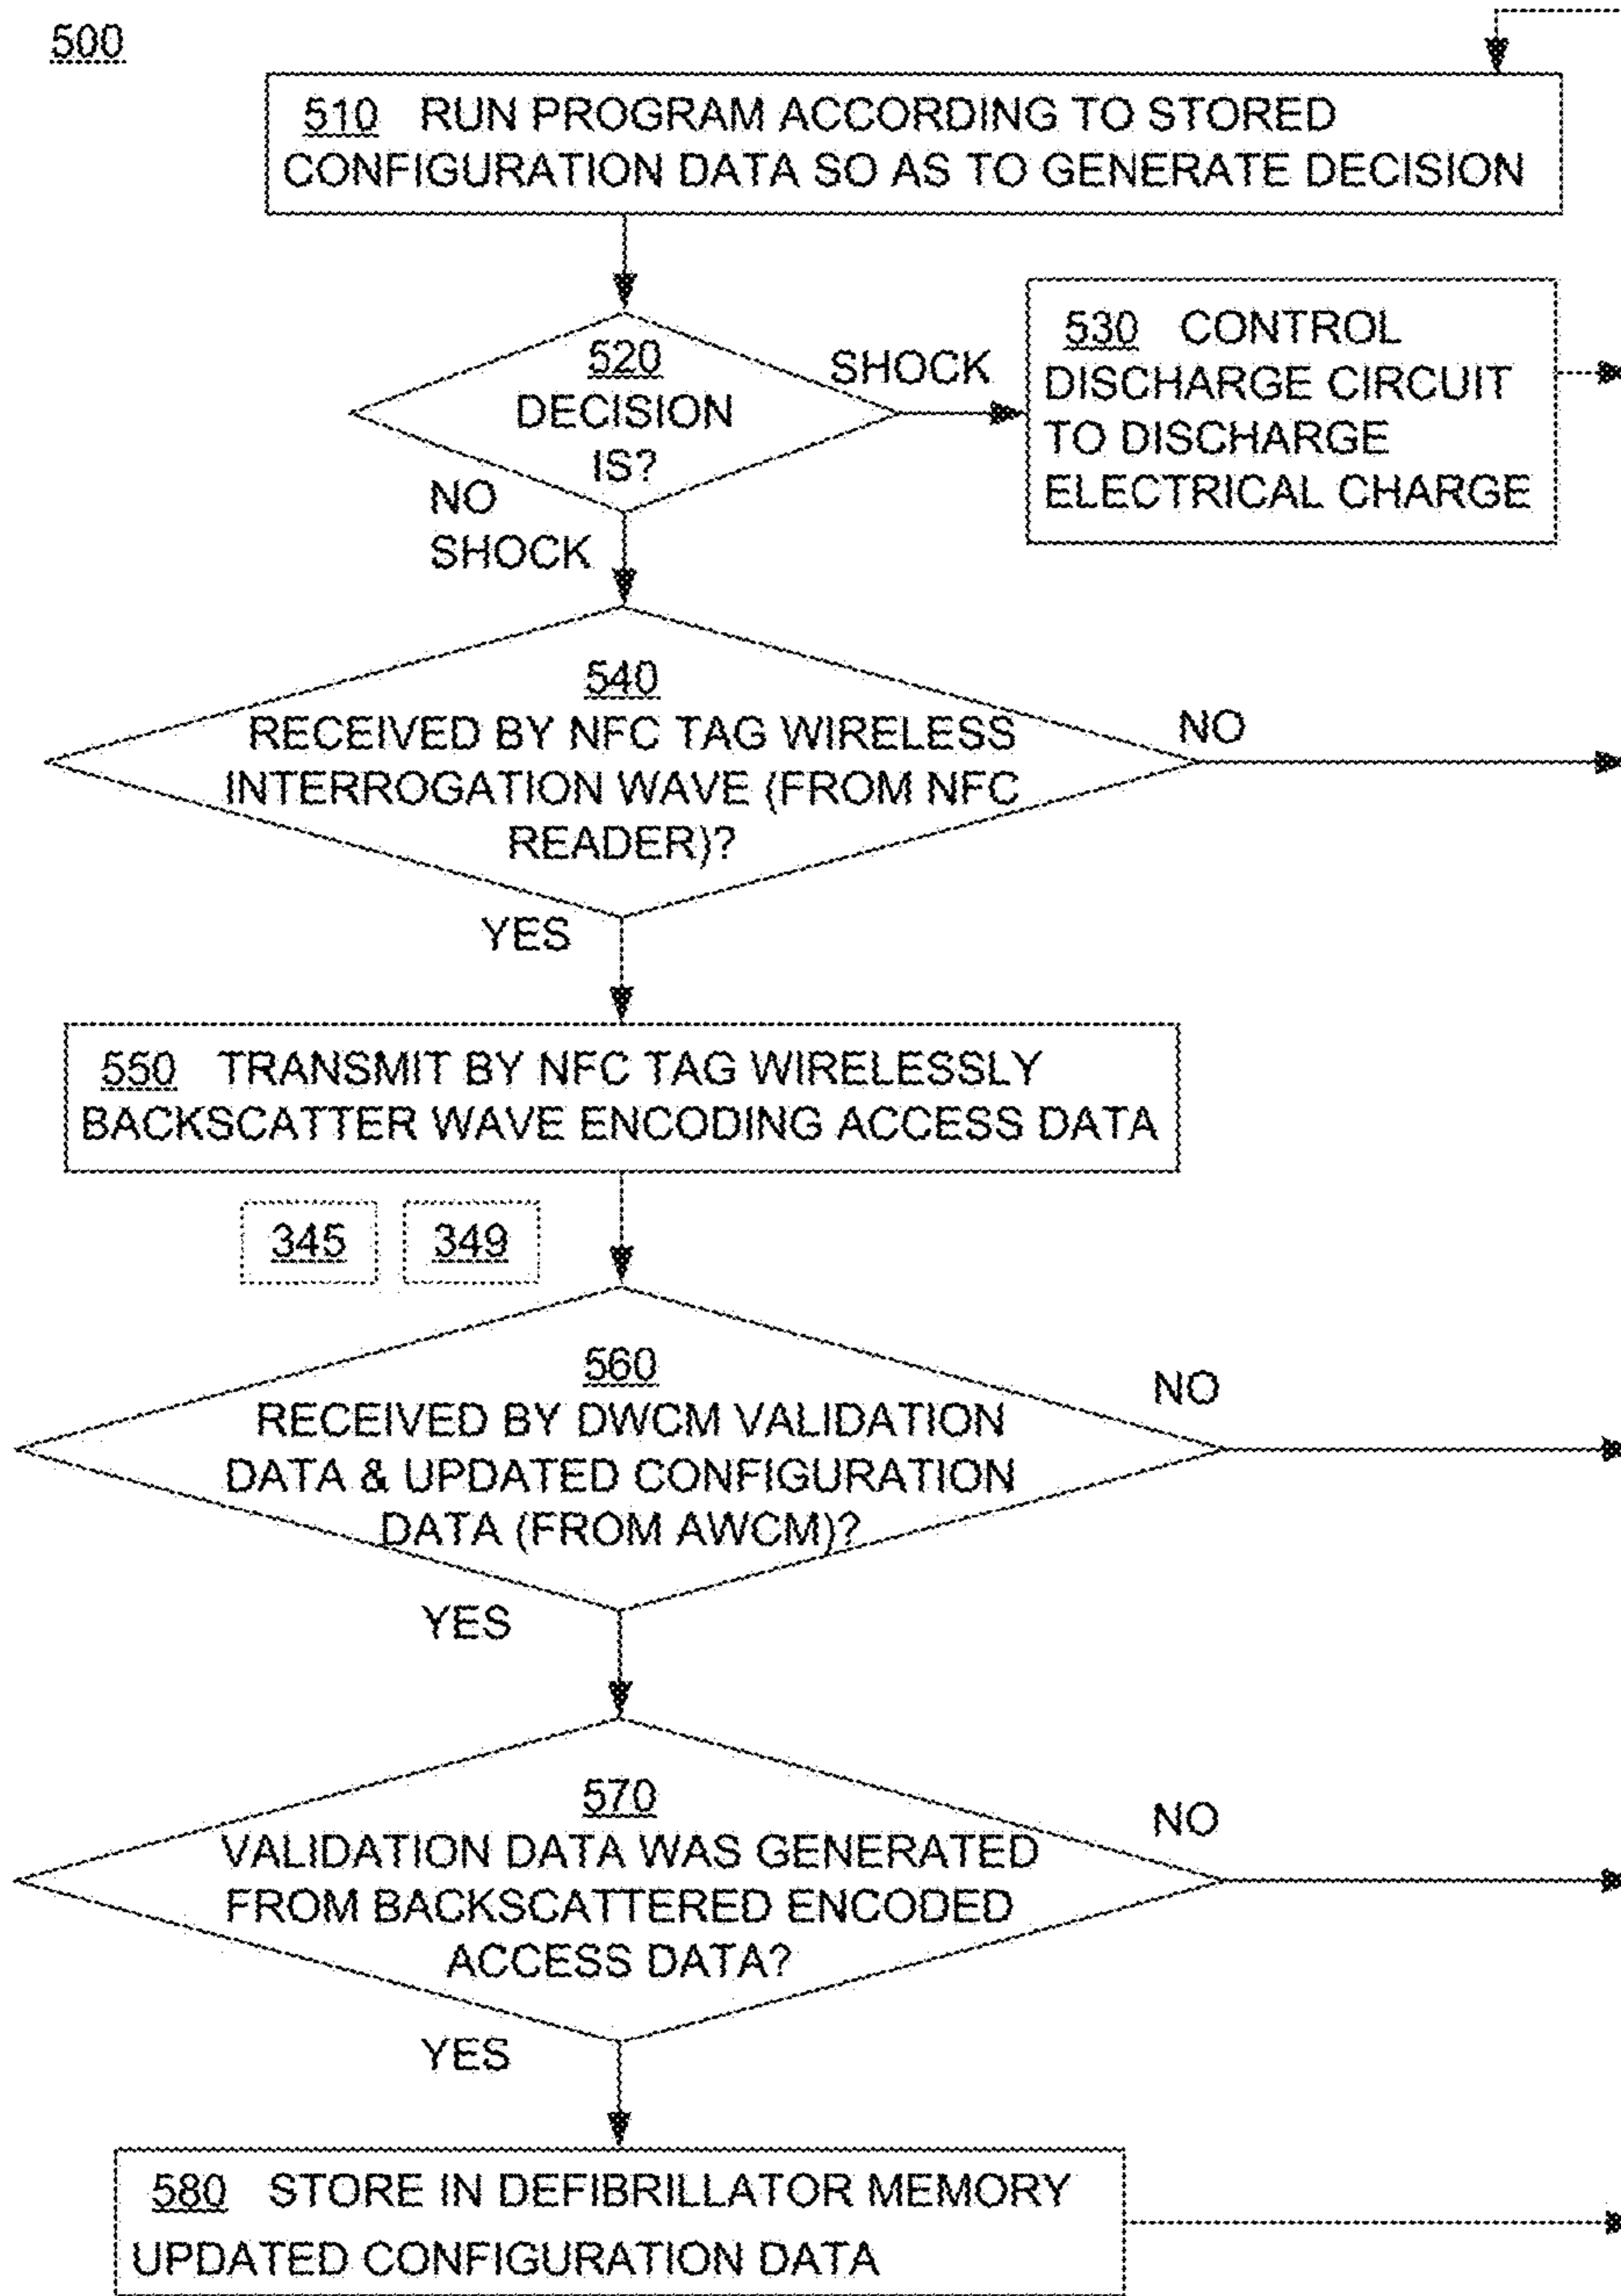 500
510 RUN PROGRAM ACCORDING TO STORED
CONFIGURATION DATA SO AS TO GENERATE DECISION
520
DECISION
IS?
SHOCK
530 CONTROL
DISCHARGE CIRCUIT
TO DISCHARGE
ELECTRICAL CHARGE
NO
SHOCK
540
RECEIVED BY NFC TAG WIRELESS
INTERROGATION WAVE (FROM NFC
READER)?
NO
YES
550 TRANSMIT BY NFC TAG WIRELESSLY
BACKSCATTER WAVE ENCODING ACCESS DATA
345 349
560
RECEIVED BY DWCM VALIDATION
DATA & UPDATED CONFIGURATION
DATA (FROM AWCM)?
NO
YES
570
VALIDATION DATA WAS GENERATED
FROM BACKSCATTERED ENCODED
ACCESS DATA?
NO
YES
580 STORE IN DEFIBRILLATOR MEMORY
UPDATED CONFIGURATION DATA